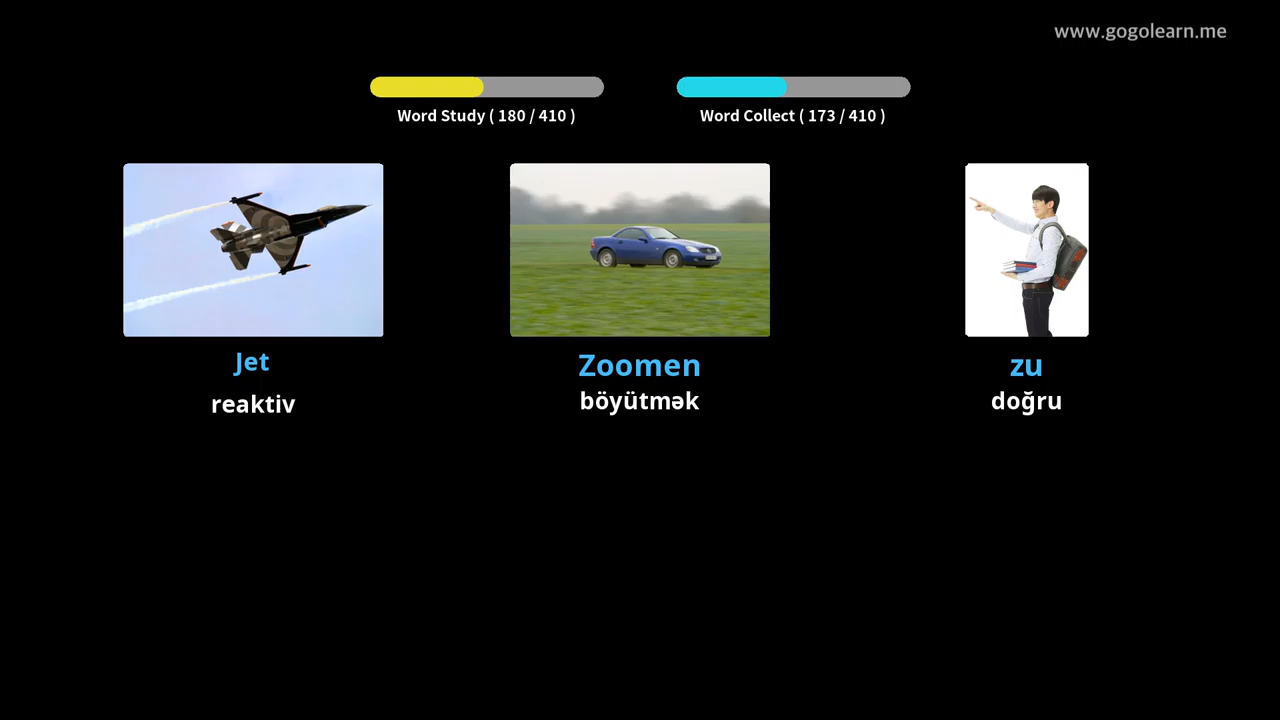 www.gogolearn.me
Word Study ( 180 / 410 )
Word Collect ( 173 / 410 )
Jet
reaktiv
Zoomen
böyütmək
zu
doğru